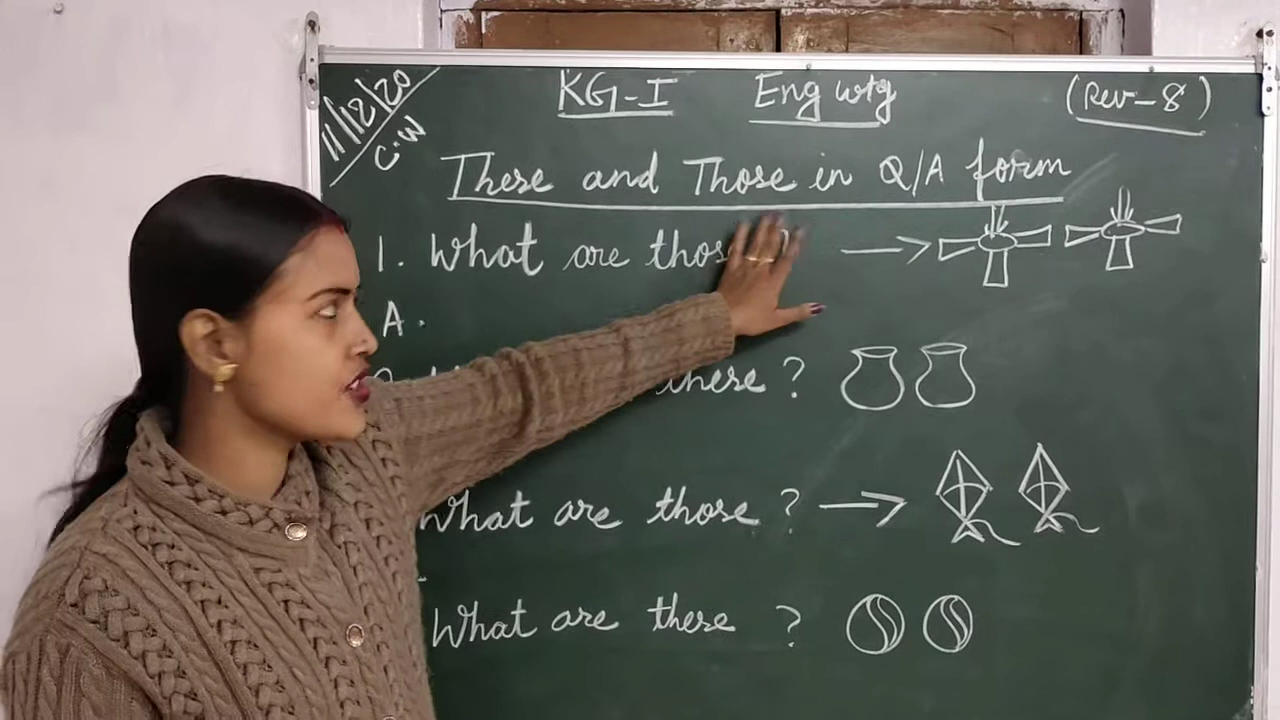 11/12/20
C.W
KG-I Eng wtg (Rev-8)
These and Those in Q/A form
1. What are those ?
A.
these ?
What are those ?
What are these ?